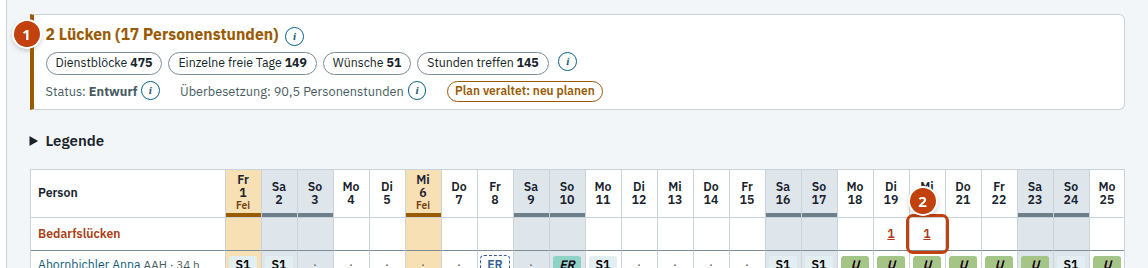 1 2 Lücken (17 Personenstunden) i
Dienstblöcke 475 Einzelne freie Tage 149 Wünsche 51 Stunden treffen 145 i
Status: Entwurf i Überbesetzung: 90,5 Personenstunden i Plan veraltet: neu planen
▶ Legende
Person Fr 1 Fei Sa 2 So 3 Mo 4 Di 5 Mi 6 Fei Do 7 Fr 8 Sa 9 So 10 Mo 11 Di 12 Mi 13 Do 14 Fr 15 Sa 16 So 17 Mo 18 Di 19 Mi 20 Do 21 Fr 22 Sa 23 So 24 Mo 25
2
Bedarfslücken 1 1
Abornbichler Anna AAH · 34 h S1 S1 · · · · · ER · ER S1 · · · · S1 S1 U U U U U U S1 U